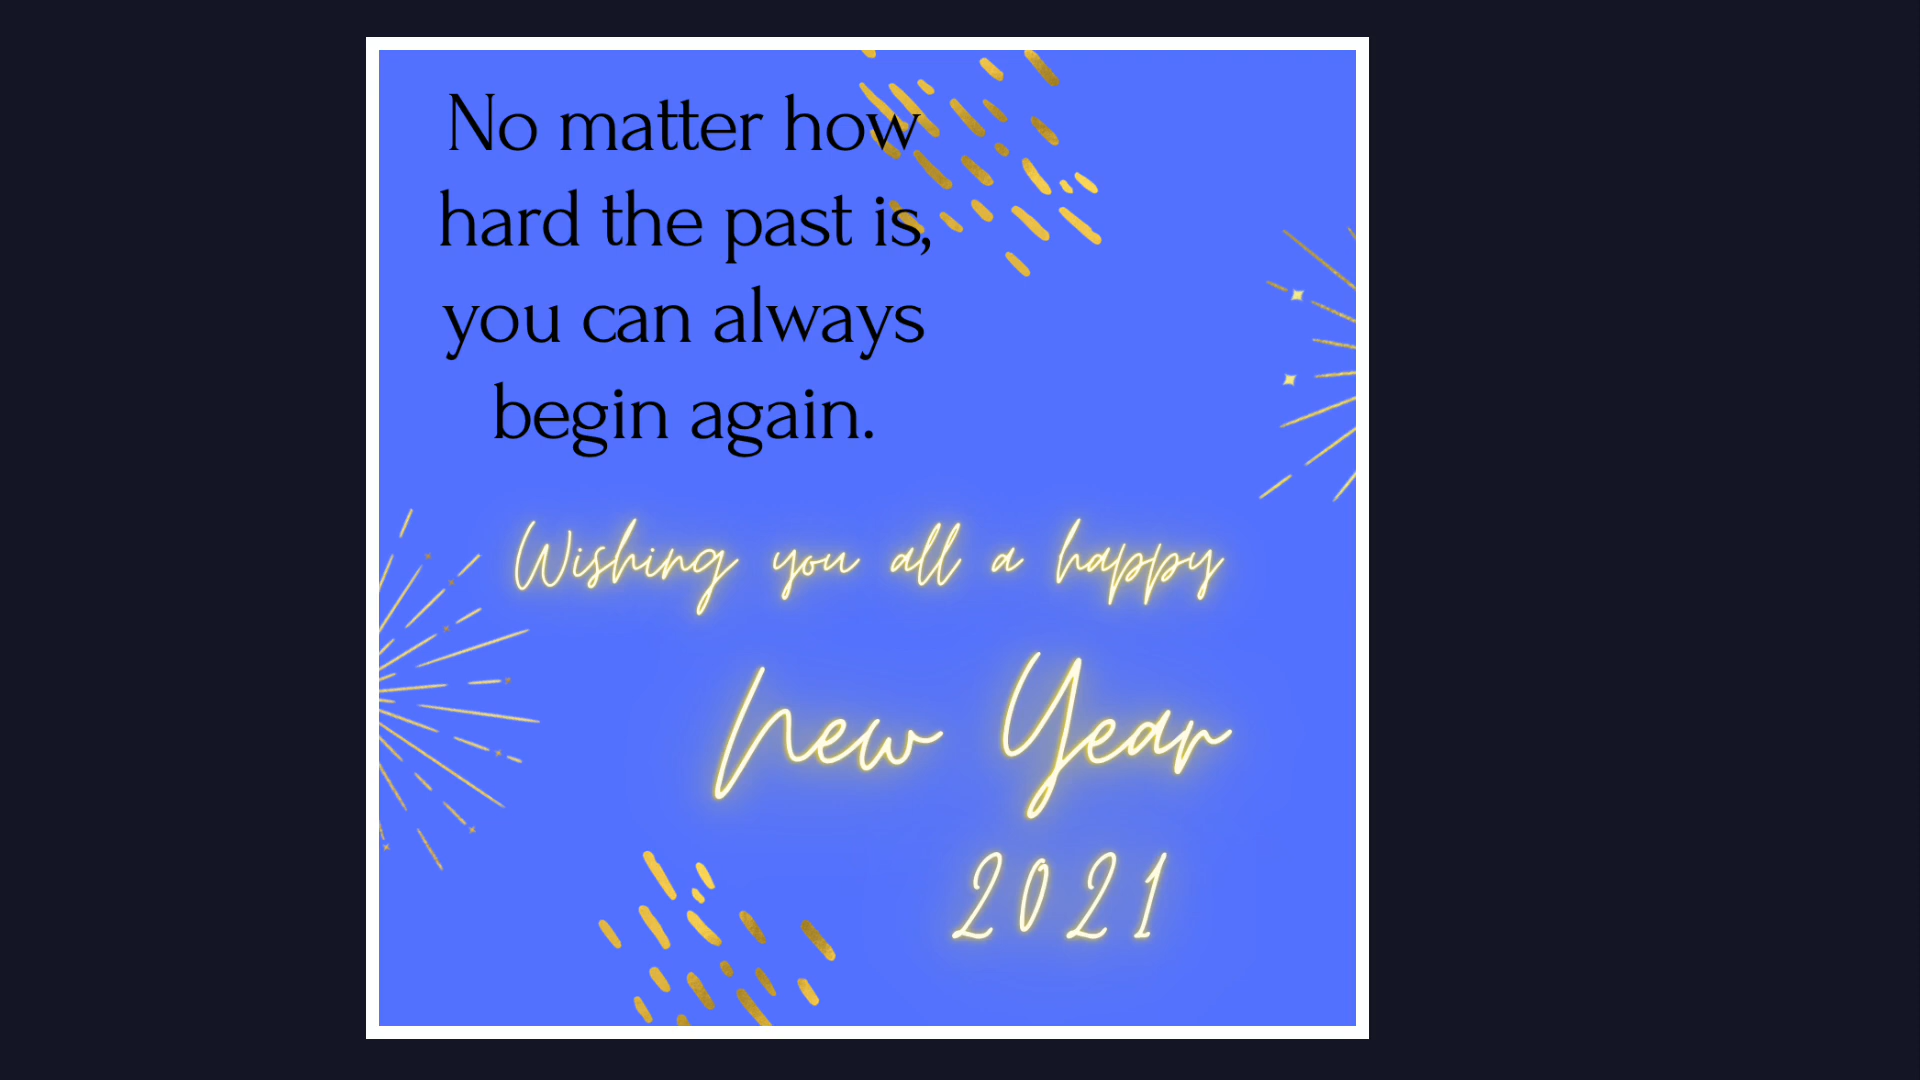 No matter how
hard the past is,
you can always
begin again.
Wishing you all a happy
New Year
2021